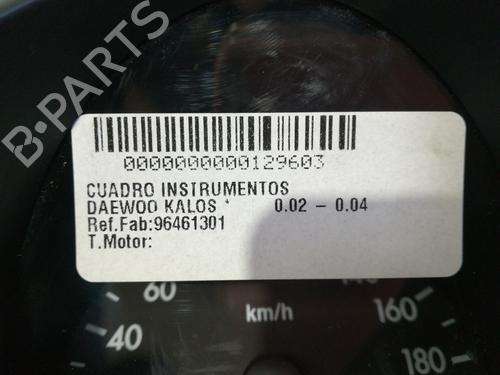 B-PARTS
0000000000129603
CUADRO INSTRUMENTOS
DAEWOO KALOS * 0.02 - 0.04
Ref.Fab:96461301
T.Motor:
60
km/h
160
40
180